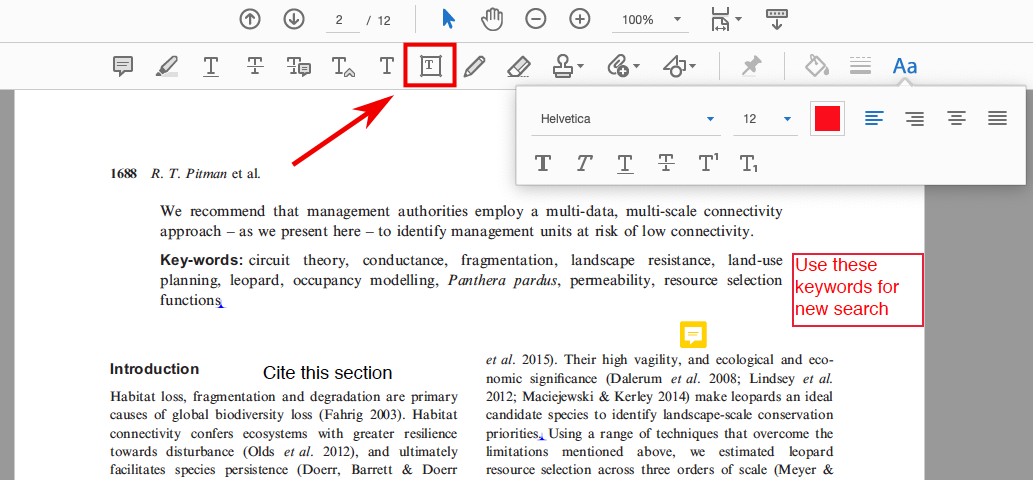 2 / 12 100%
Aa
Helvetica 12
1688 R. T. Pitman et al.
We recommend that management authorities employ a multi-data, multi-scale connectivity
approach – as we present here – to identify management units at risk of low connectivity.
Key-words: circuit theory, conductance, fragmentation, landscape resistance, land-use
planning, leopard, occupancy modelling, Panthera pardus, permeability, resource selection
functions
Use these
keywords for
new search
Introduction
Cite this section
Habitat loss, fragmentation and degradation are primary
causes of global biodiversity loss (Fahrig 2003). Habitat
connectivity confers ecosystems with greater resilience
towards disturbance (Olds et al. 2012), and ultimately
facilitates species persistence (Doerr, Barrett & Doerr
et al. 2015). Their high vagility, and ecological and eco-
nomic significance (Dalerum et al. 2008; Lindsey et al.
2012; Maciejewski & Kerley 2014) make leopards an ideal
candidate species to identify landscape-scale conservation
priorities. Using a range of techniques that overcome the
limitations mentioned above, we estimated leopard
resource selection across three orders of scale (Meyer &